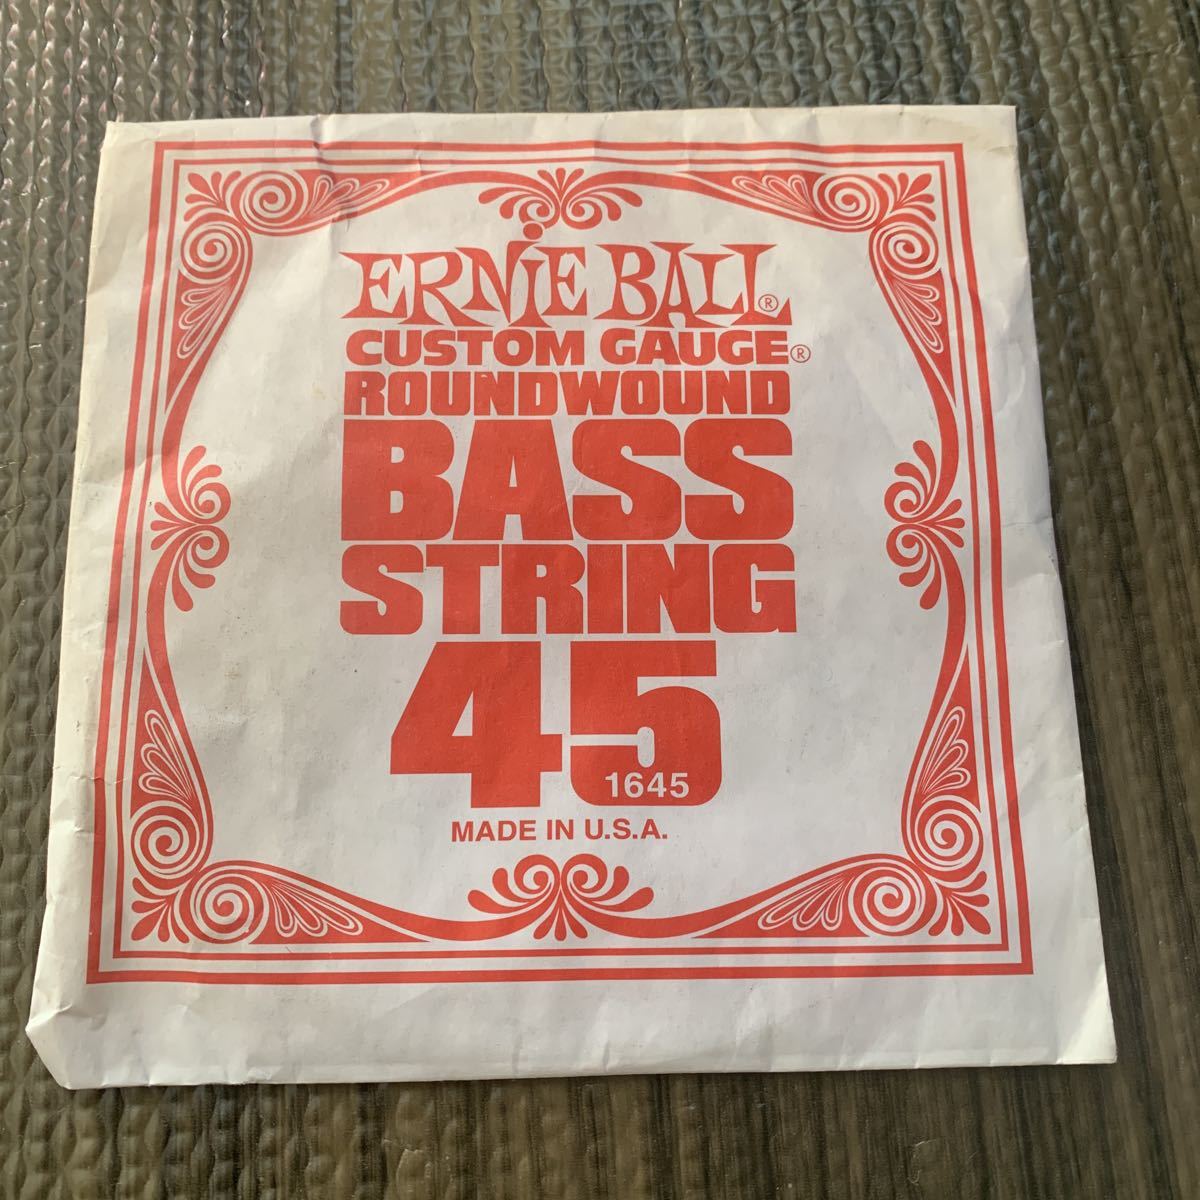 ERNiE BALL®
CUSTOM GAUGE®
ROUNDWOUND
BASS
STRING
45
1645
MADE IN U.S.A.